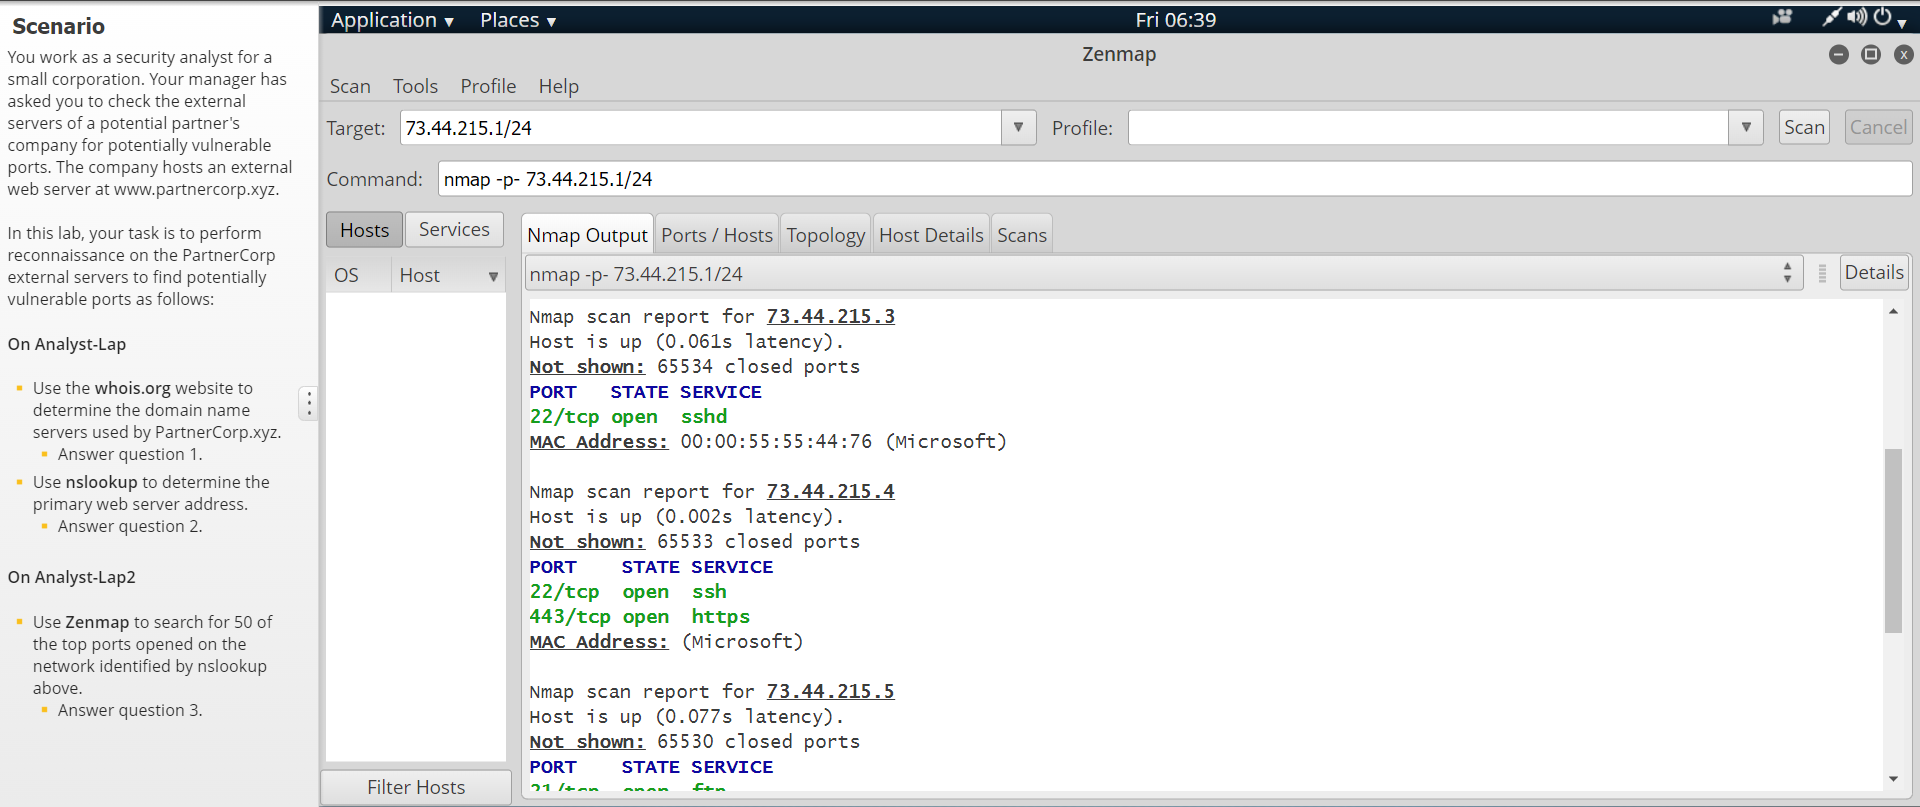 Scenario
You work as a security analyst for a
small corporation. Your manager has
asked you to check the external
servers of a potential partner's
company for potentially vulnerable
ports. The company hosts an external
web server at www.partnercorp.xyz.
In this lab, your task is to perform
reconnaissance on the PartnerCorp
external servers to find potentially
vulnerable ports as follows:
On Analyst-Lap
Use the whois.org website to
determine the domain name
servers used by PartnerCorp.xyz.
Answer question 1.
Use nslookup to determine the
primary web server address.
Answer question 2.
On Analyst-Lap2
Use Zenmap to search for 50 of
the top ports opened on the
network identified by nslookup
above.
Answer question 3.
Application Places Fri 06:39
Zenmap
Scan Tools Profile Help
Target: 73.44.215.1/24 Profile: Scan Cancel
Command: nmap -p- 73.44.215.1/24
Hosts Services Nmap Output Ports / Hosts Topology Host Details Scans
OS Host nmap -p- 73.44.215.1/24 Details
Nmap scan report for 73.44.215.3
Host is up (0.061s latency).
Not shown: 65534 closed ports
PORT STATE SERVICE
22/tcp open sshd
MAC Address: 00:00:55:55:44:76 (Microsoft)
Nmap scan report for 73.44.215.4
Host is up (0.002s latency).
Not shown: 65533 closed ports
PORT STATE SERVICE
22/tcp open ssh
443/tcp open https
MAC Address: (Microsoft)
Nmap scan report for 73.44.215.5
Host is up (0.077s latency).
Not shown: 65530 closed ports
PORT STATE SERVICE
21/tcp open ftp
Filter Hosts